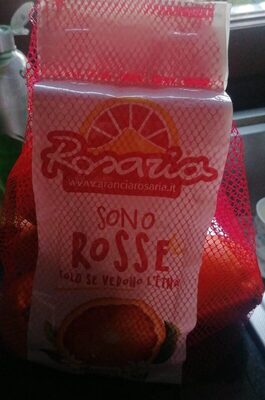 Rosaria
www.aranciarosaria.it
SONO
ROSSE
SOLO SE VEDONO L'ETNA